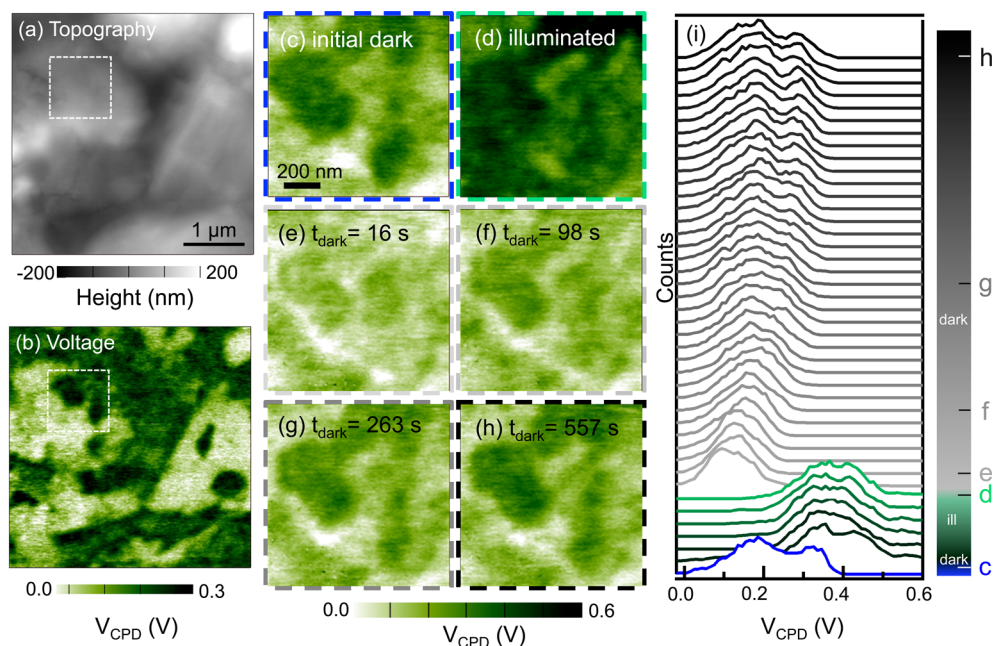 (a) Topography
1 µm
-200 200
Height (nm)
(b) Voltage
0.0 0.3
V_CPD (V)
(c) initial dark
200 nm
(d) illuminated
(e) t_dark= 16 s
(f) t_dark= 98 s
(g) t_dark= 263 s
(h) t_dark= 557 s
0.0 0.6
V_CPD (V)
(i)
Counts
0.0 0.2 0.4 0.6
V_CPD (V)
h
g
dark
f
e
d
ill
dark
c